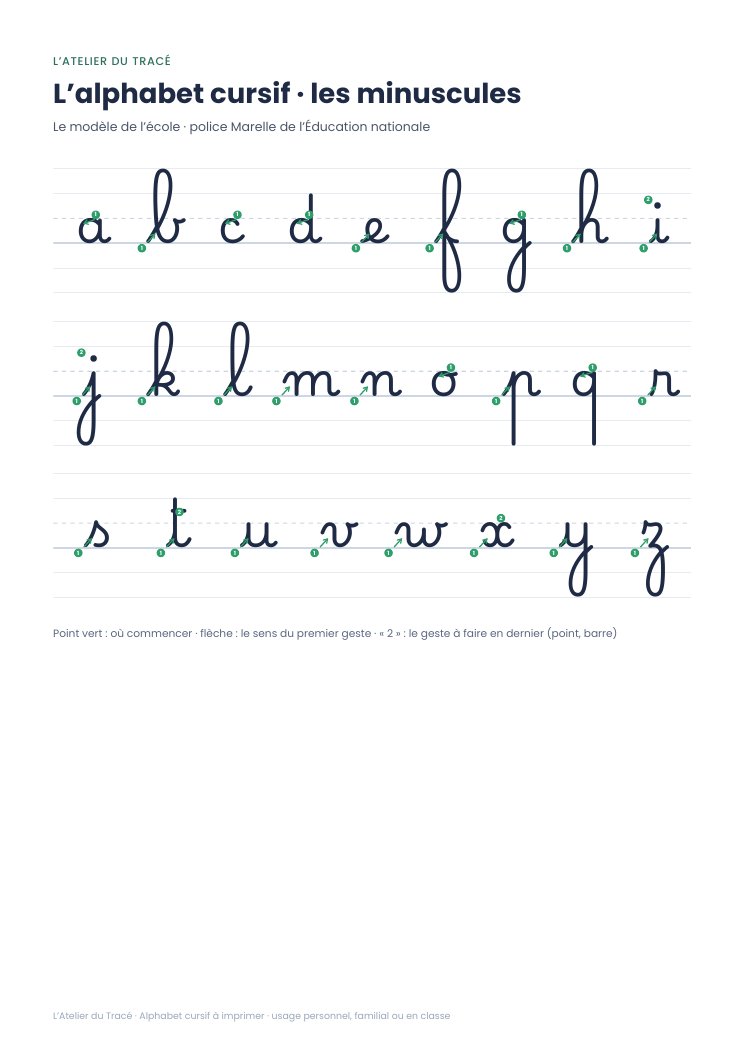 L’ATELIER DU TRACÉ
L’alphabet cursif · les minuscules
Le modèle de l’école · police Marelle de l’Éducation nationale
a b c d e f g h i
j k l m n o p q r
s t u v w x y z
Point vert : où commencer · flèche : le sens du premier geste · « 2 » : le geste à faire en dernier (point, barre)
L’Atelier du Tracé · Alphabet cursif à imprimer · usage personnel, familial ou en classe